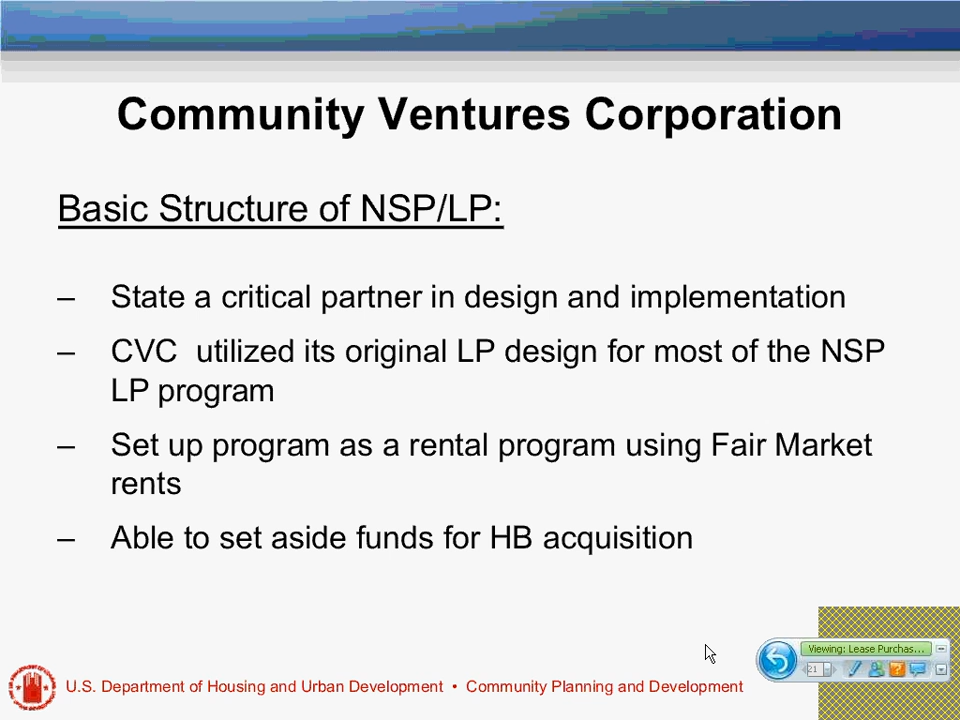 Community Ventures Corporation
Basic Structure of NSP/LP:
– State a critical partner in design and implementation
– CVC utilized its original LP design for most of the NSP
LP program
– Set up program as a rental program using Fair Market
rents
– Able to set aside funds for HB acquisition
Viewing: Lease Purchas...
21
U.S. Department of Housing and Urban Development • Community Planning and Development